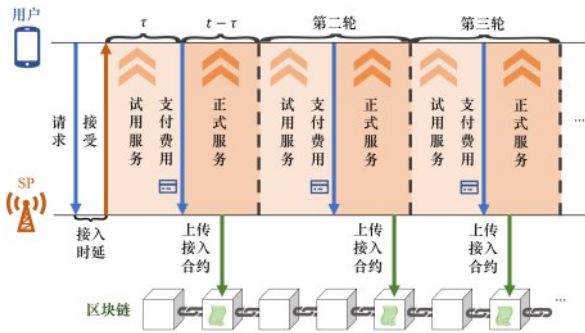 用户
τ
t − τ
第二轮
第三轮
请求
接受
试用服务
支付费用
正式服务
试用服务
支付费用
正式服务
试用服务
支付费用
正式服务
...
SP
接入
时延
上传
接入
合约
上传
接入
合约
上传
接入
合约
区块链
...